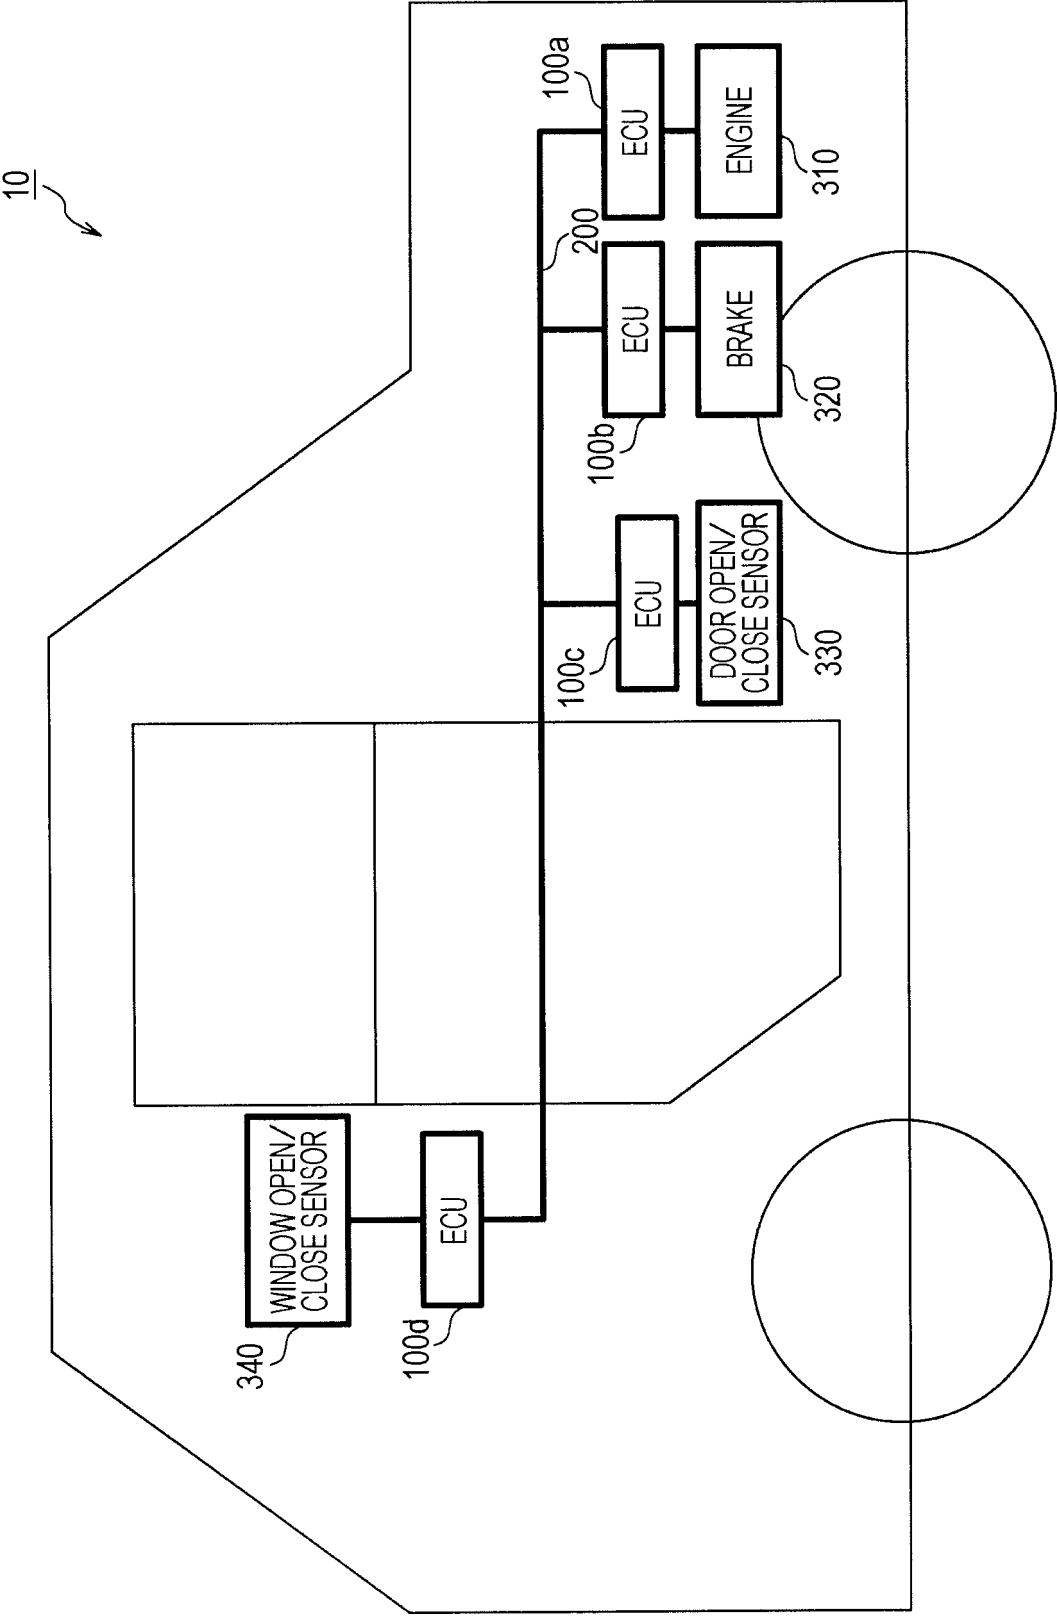 10
WINDOW OPEN/
CLOSE SENSOR
340
ECU
100d
200
ECU
100c
DOOR OPEN/
CLOSE SENSOR
330
ECU
100b
BRAKE
320
ECU
100a
ENGINE
310